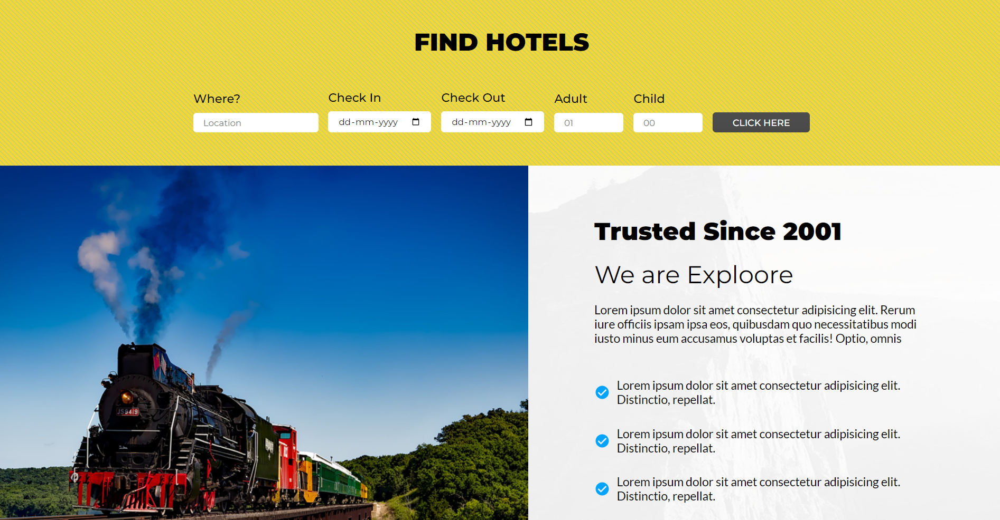 FIND HOTELS
Where?
Check In
Check Out
Adult
Child
Location
dd-mm-yyyy
dd-mm-yyyy
01
00
CLICK HERE
Trusted Since 2001
We are Exploore
Lorem ipsum dolor sit amet consectetur adipisicing elit. Rerum
iure officiis ipsam ipsa eos, quibusdam quo necessitatibus modi
iusto minus eum accusamus voluptas et facilis! Optio, omnis
Lorem ipsum dolor sit amet consectetur adipisicing elit.
Distinctio, repellat.
Lorem ipsum dolor sit amet consectetur adipisicing elit.
Distinctio, repellat.
Lorem ipsum dolor sit amet consectetur adipisicing elit.
Distinctio, repellat.